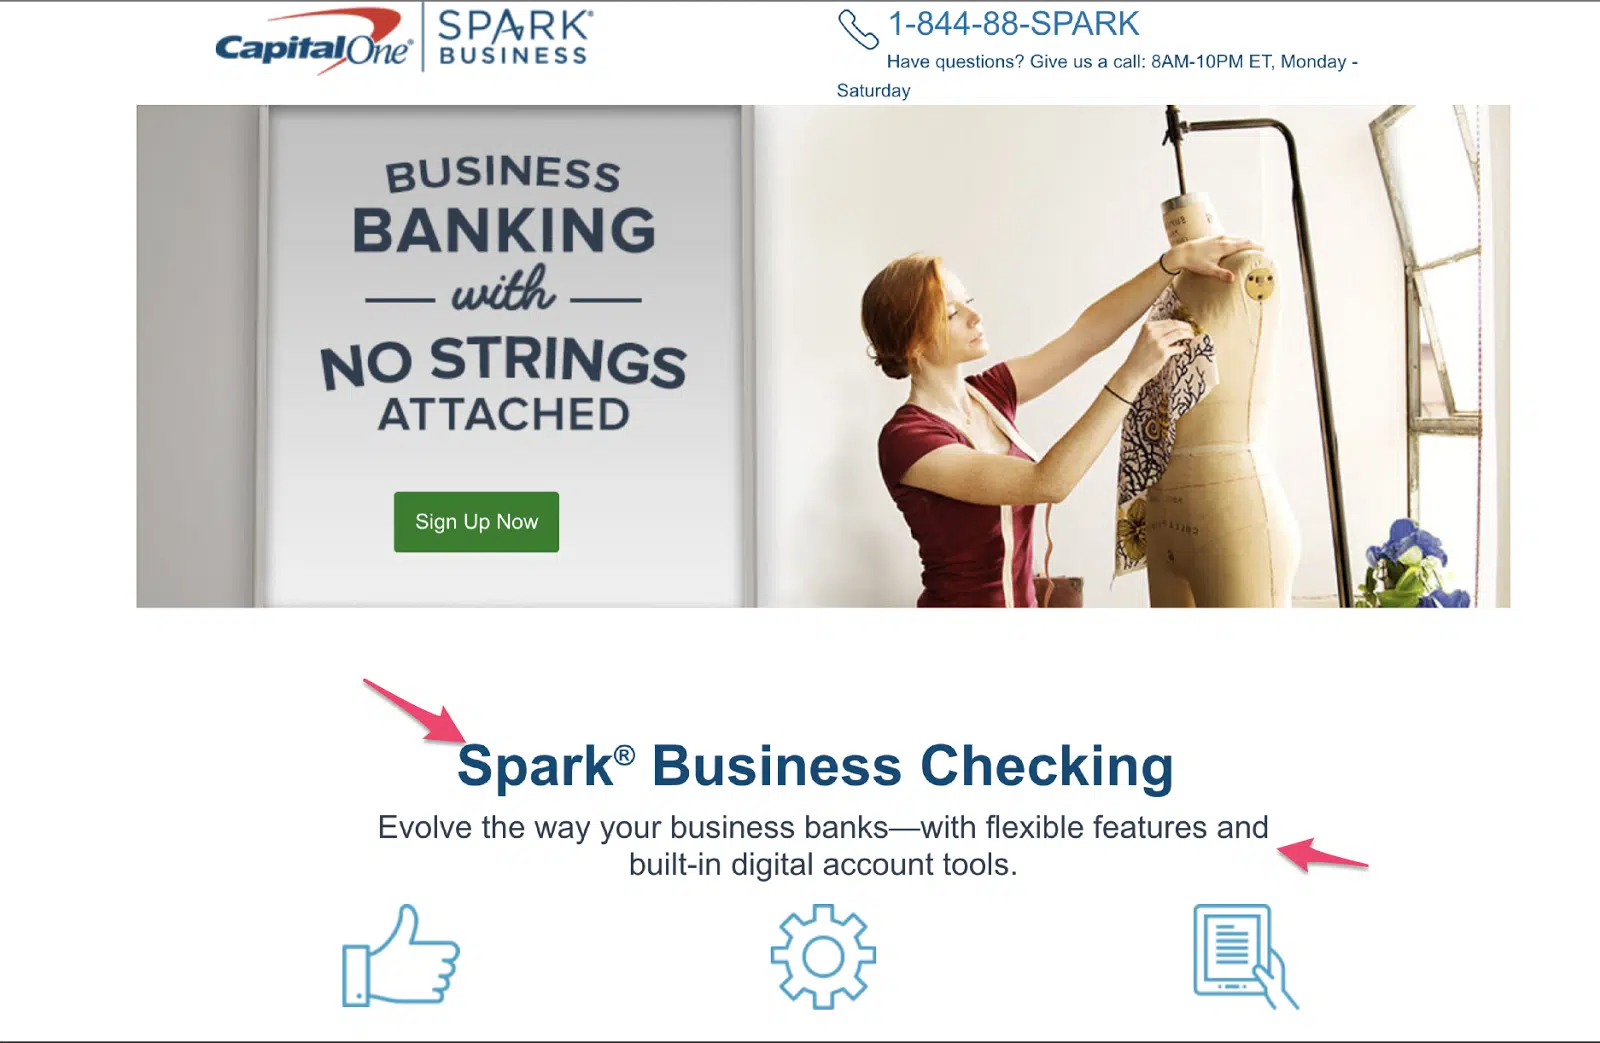 Capital One®
SPARK®
BUSINESS
1-844-88-SPARK
Have questions? Give us a call: 8AM-10PM ET, Monday -
Saturday
BUSINESS
BANKING
with
NO STRINGS
ATTACHED
Sign Up Now
Spark® Business Checking
Evolve the way your business banks—with flexible features and
built-in digital account tools.